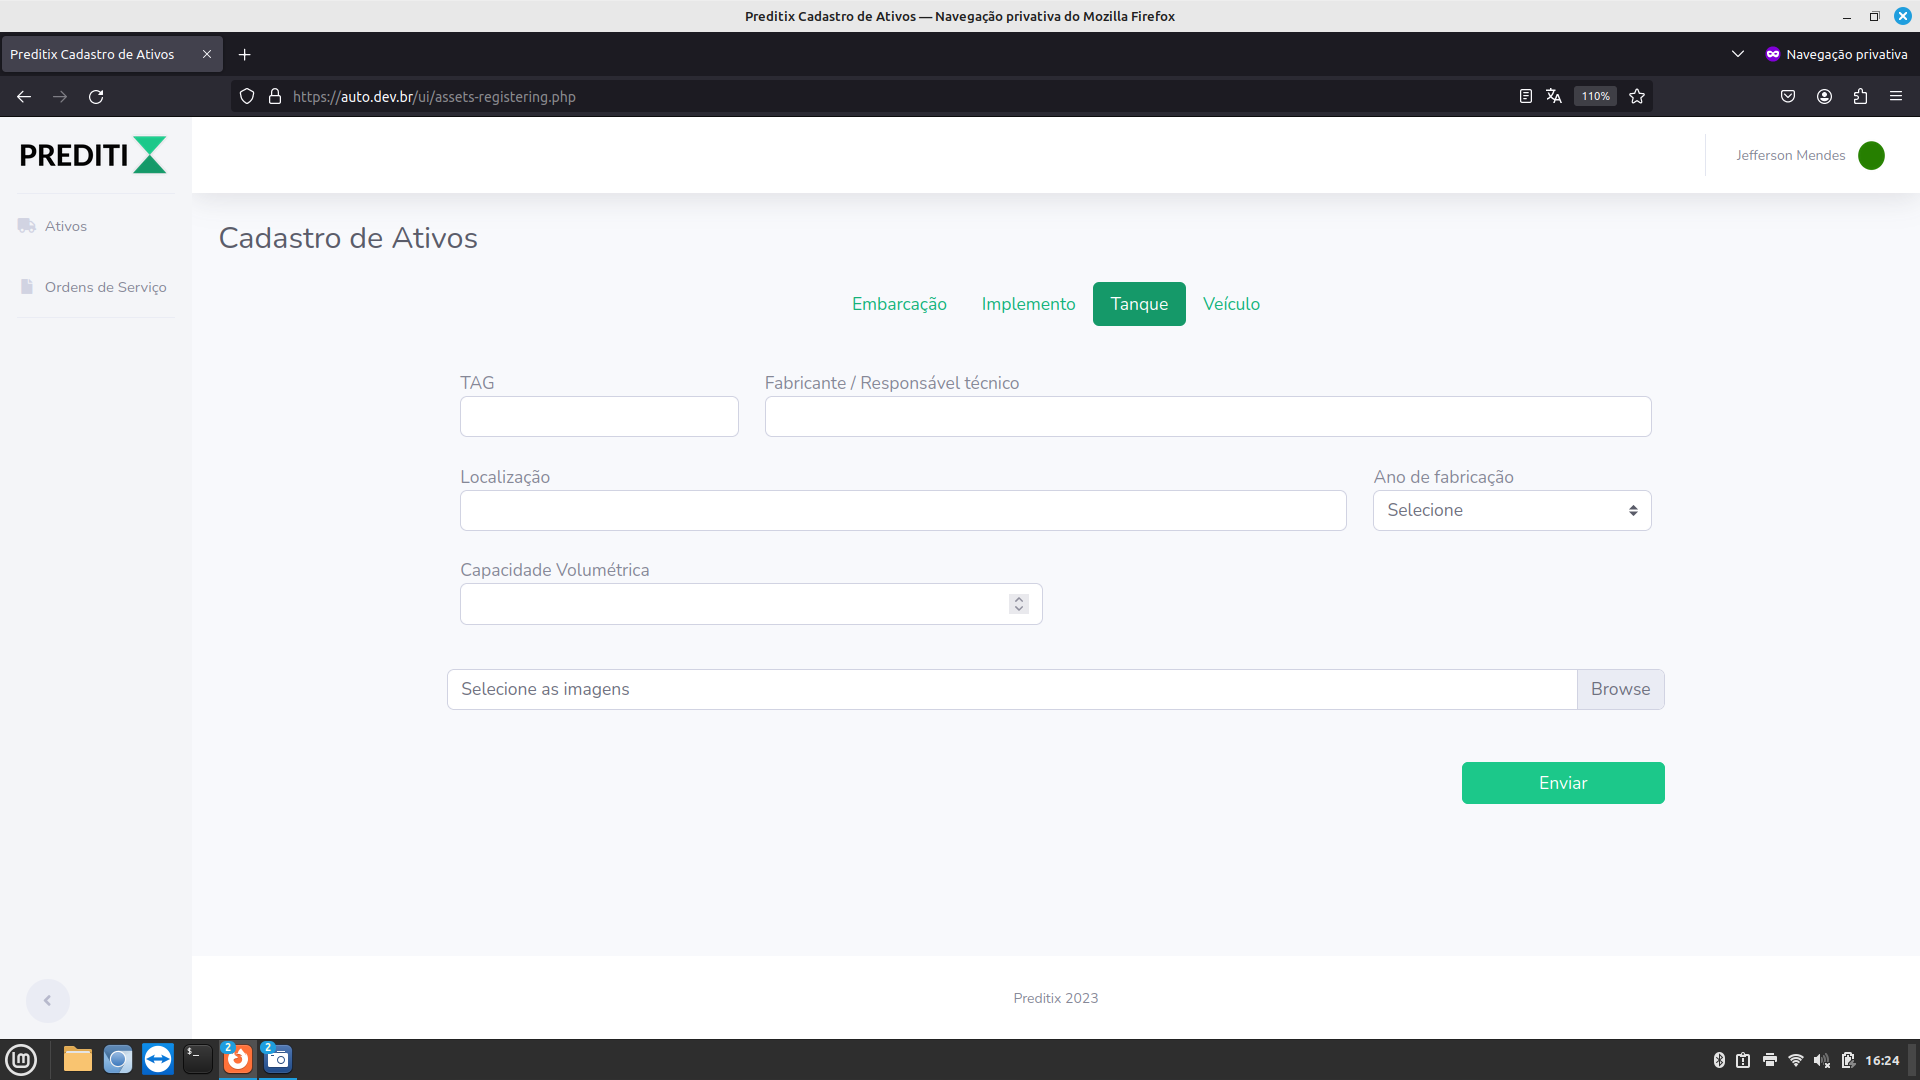 Preditix Cadastro de Ativos — Navegação privativa do Mozilla Firefox
Preditix Cadastro de Ativos
Navegação privativa
https://auto.dev.br/ui/assets-registering.php
110%
PREDITI
Jefferson Mendes
Ativos
Ordens de Serviço
Cadastro de Ativos
Embarcação Implemento Tanque Veículo
TAG Fabricante / Responsável técnico
Localização Ano de fabricação
Selecione
Capacidade Volumétrica
Selecione as imagens Browse
Enviar
Preditix 2023
lm $_ 2 2 16:24